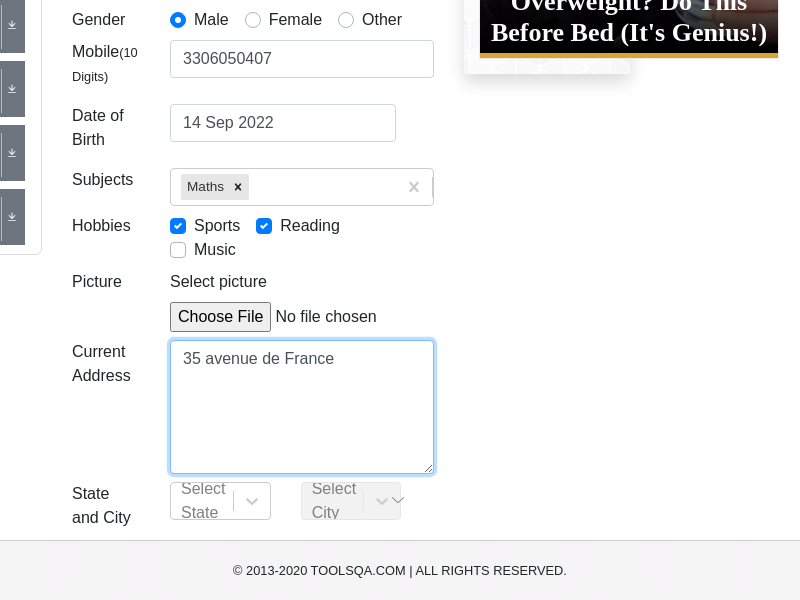 Gender
Male
Female
Other
Mobile(10 Digits)
3306050407
Date of Birth
14 Sep 2022
Subjects
Maths
Hobbies
Sports
Reading
Music
Picture
Select picture
Choose File No file chosen
Current Address
35 avenue de France
State and City
Select State
Select City
Overweight? Do This
Before Bed (It's Genius!)
© 2013-2020 TOOLSQA.COM | ALL RIGHTS RESERVED.